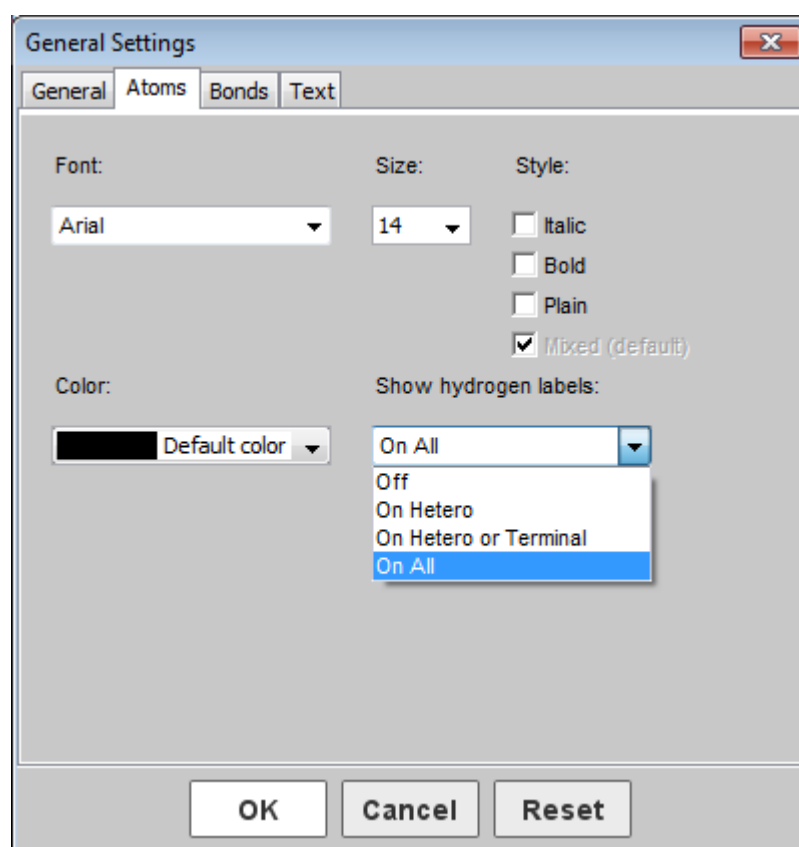 General Settings
General Atoms Bonds Text
Font: Size: Style:
Arial 14 Italic
Bold
Plain
Mixed (default)
Color: Show hydrogen labels:
Default color On All
Off
On Hetero
On Hetero or Terminal
On All
OK Cancel Reset